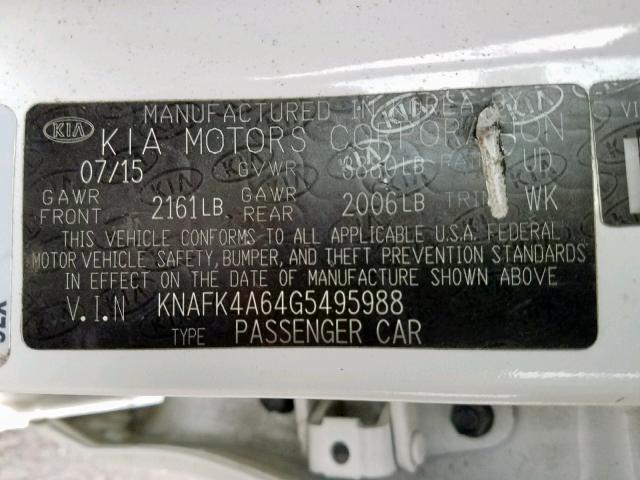 MANUFACTURED IN KOREA
KIA KIA MOTORS CORPORATION
07/15 GVWR LB UD
GAWR FRONT 2161LB GAWR REAR 2006LB TRIM WK
THIS VEHICLE CONFORMS TO ALL APPLICABLE U.S.A. FEDERAL
MOTOR VEHICLE SAFETY, BUMPER, AND THEFT PREVENTION STANDARDS
IN EFFECT ON THE DATE OF MANUFACTURE SHOWN ABOVE
V.I.N KNAFK4A64G5495988
TYPE PASSENGER CAR